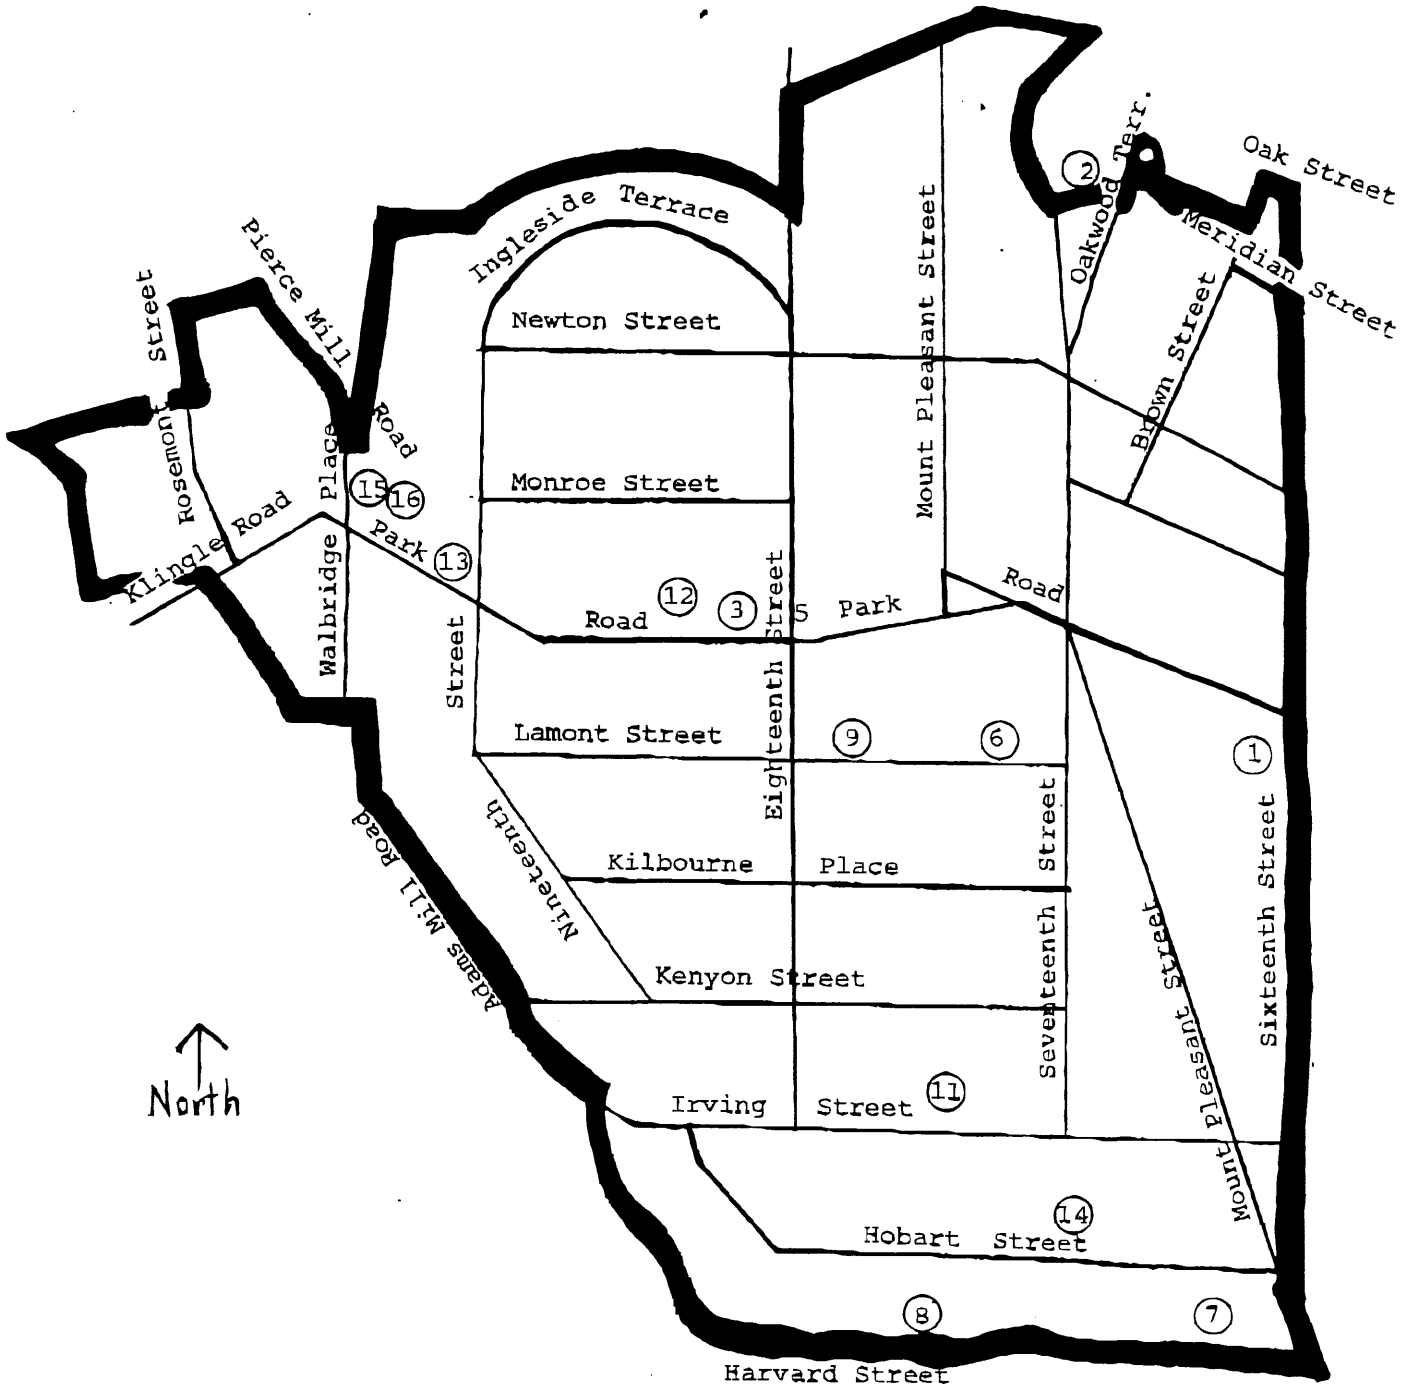 Oak Street
2
Oakwood Terr.
Meridian Street
Ingleside Terrace
Pierce Mill
Road
Rosemont
Street
Newton Street
Mount Pleasant Street
Brown Street
Walbridge Place
15
16
Monroe Street
Klingle Road
Park
13
Road
12
3
5
Park
Road
Eighteenth Street
Street
Lamont Street
9
6
1
Nineteenth
Kilbourne Place
Seventeenth
Street
Sixteenth Street
Adams Mill Road
Kenyon Street
Mount Pleasant Street
North
Irving Street
11
14
Hobart Street
8
7
Harvard Street